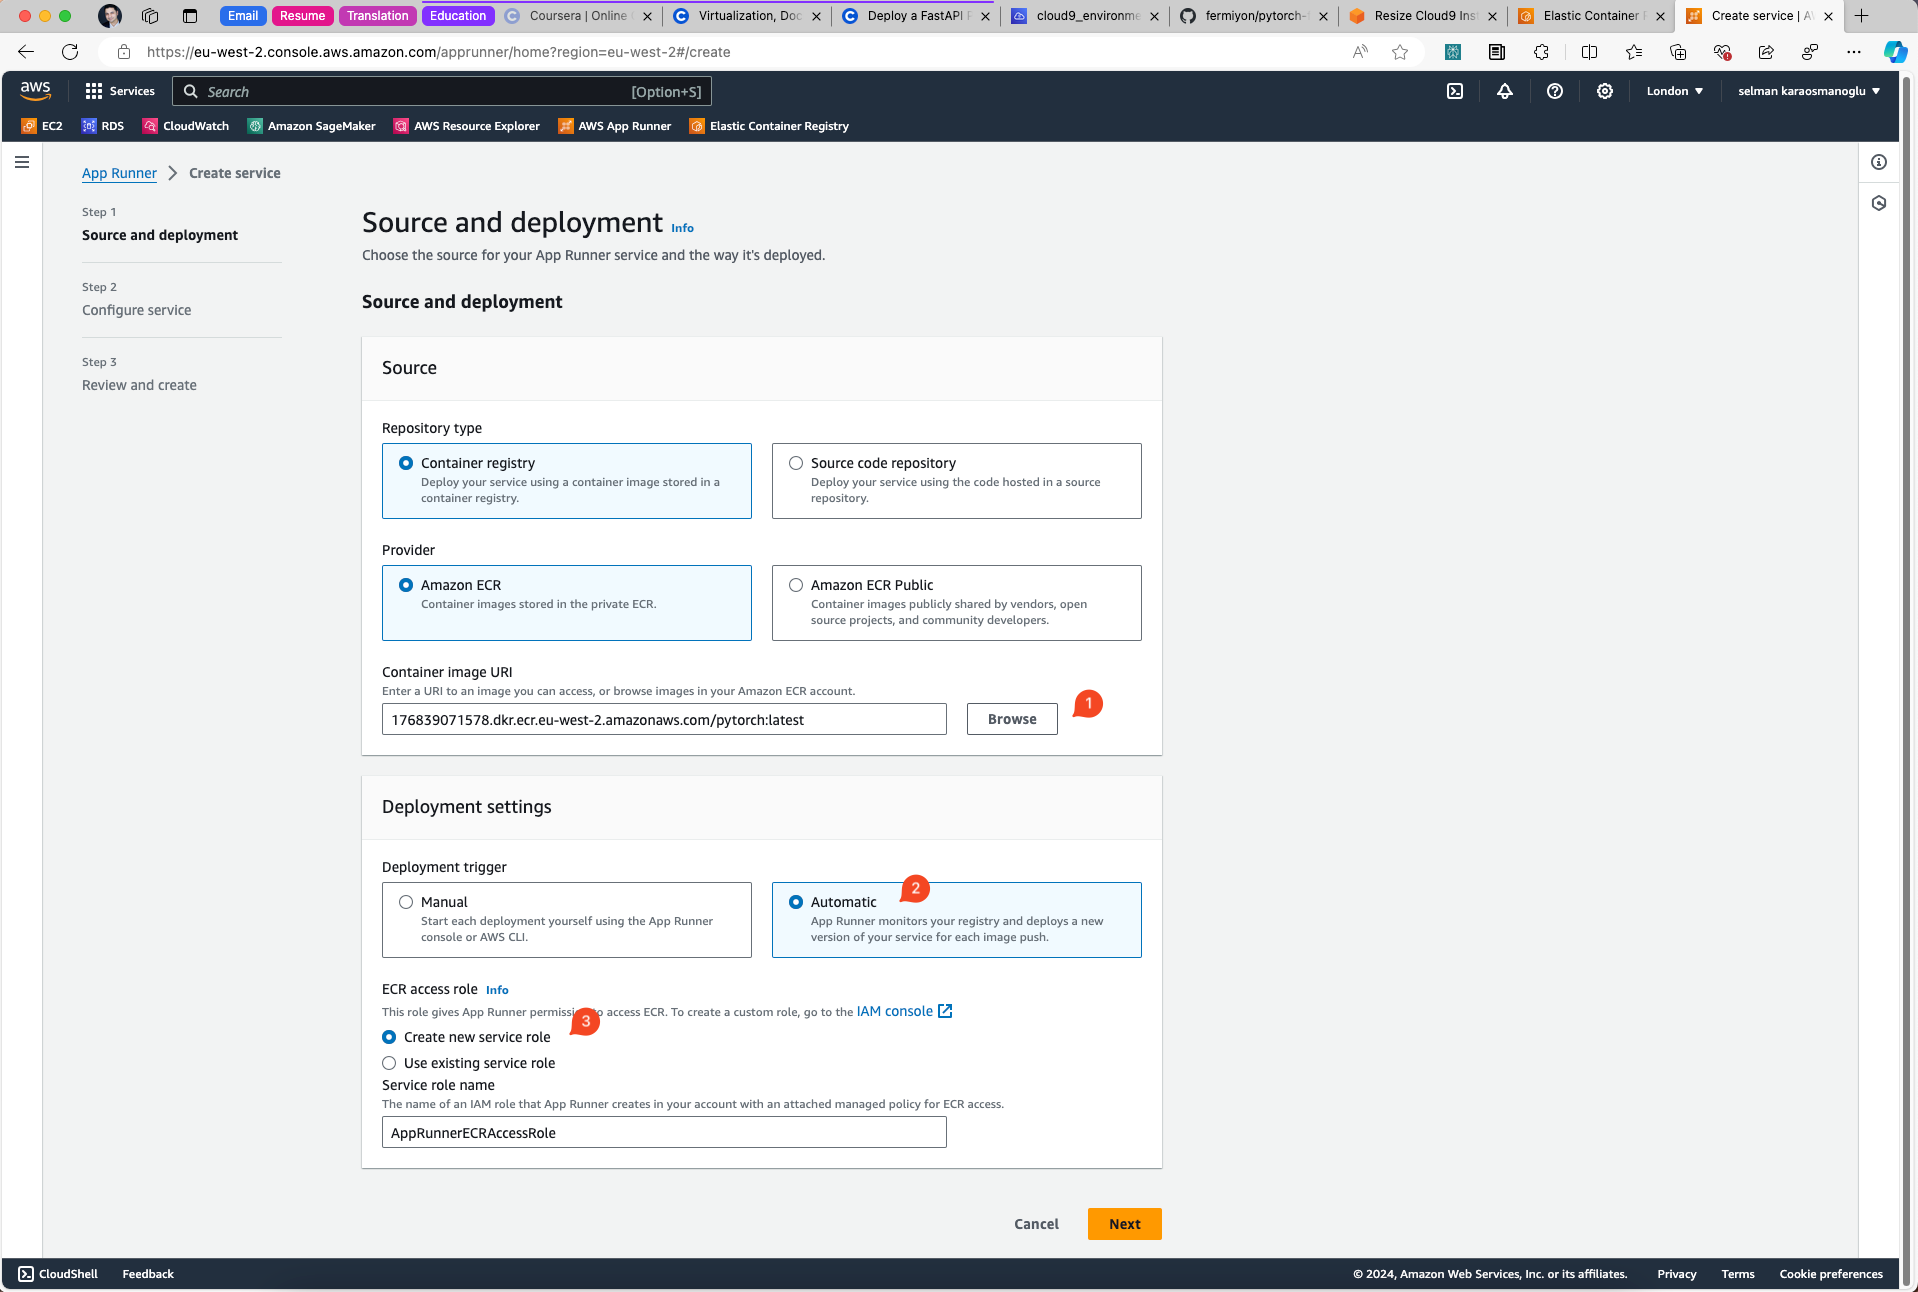 Email Resume Translation Education Coursera | Online Virtualization, Doc Deploy a FastAPI cloud9_environme fermiyon/pytorch- Resize Cloud9 Ins Elastic Container Create service |
https://eu-west-2.console.aws.amazon.com/apprunner/home?region=eu-west-2#/create
aws Services Search [Option+S] London selman karaosmanoglu
EC2 RDS CloudWatch Amazon SageMaker AWS Resource Explorer AWS App Runner Elastic Container Registry
App Runner Create service
Step 1
Source and deployment
Step 2
Configure service
Step 3
Review and create
Source and deployment Info
Choose the source for your App Runner service and the way it's deployed.
Source and deployment
Source
Repository type
Container registry
Deploy your service using a container image stored in a
container registry.
Source code repository
Deploy your service using the code hosted in a source
repository.
Provider
Amazon ECR
Container images stored in the private ECR.
Amazon ECR Public
Container images publicly shared by vendors, open
source projects, and community developers.
Container image URI
Enter a URI to an image you can access, or browse images in your Amazon ECR account.
176839071578.dkr.ecr.eu-west-2.amazonaws.com/pytorch:latest Browse 1
Deployment settings
Deployment trigger
Manual
Start each deployment yourself using the App Runner
console or AWS CLI.
Automatic 2
App Runner monitors your registry and deploys a new
version of your service for each image push.
ECR access role Info
This role gives App Runner permissi o access ECR. To create a custom role, go to the IAM console
3
Create new service role
Use existing service role
Service role name
The name of an IAM role that App Runner creates in your account with an attached managed policy for ECR access.
AppRunnerECRAccessRole
Cancel Next
CloudShell Feedback © 2024, Amazon Web Services, Inc. or its affiliates. Privacy Terms Cookie preferences